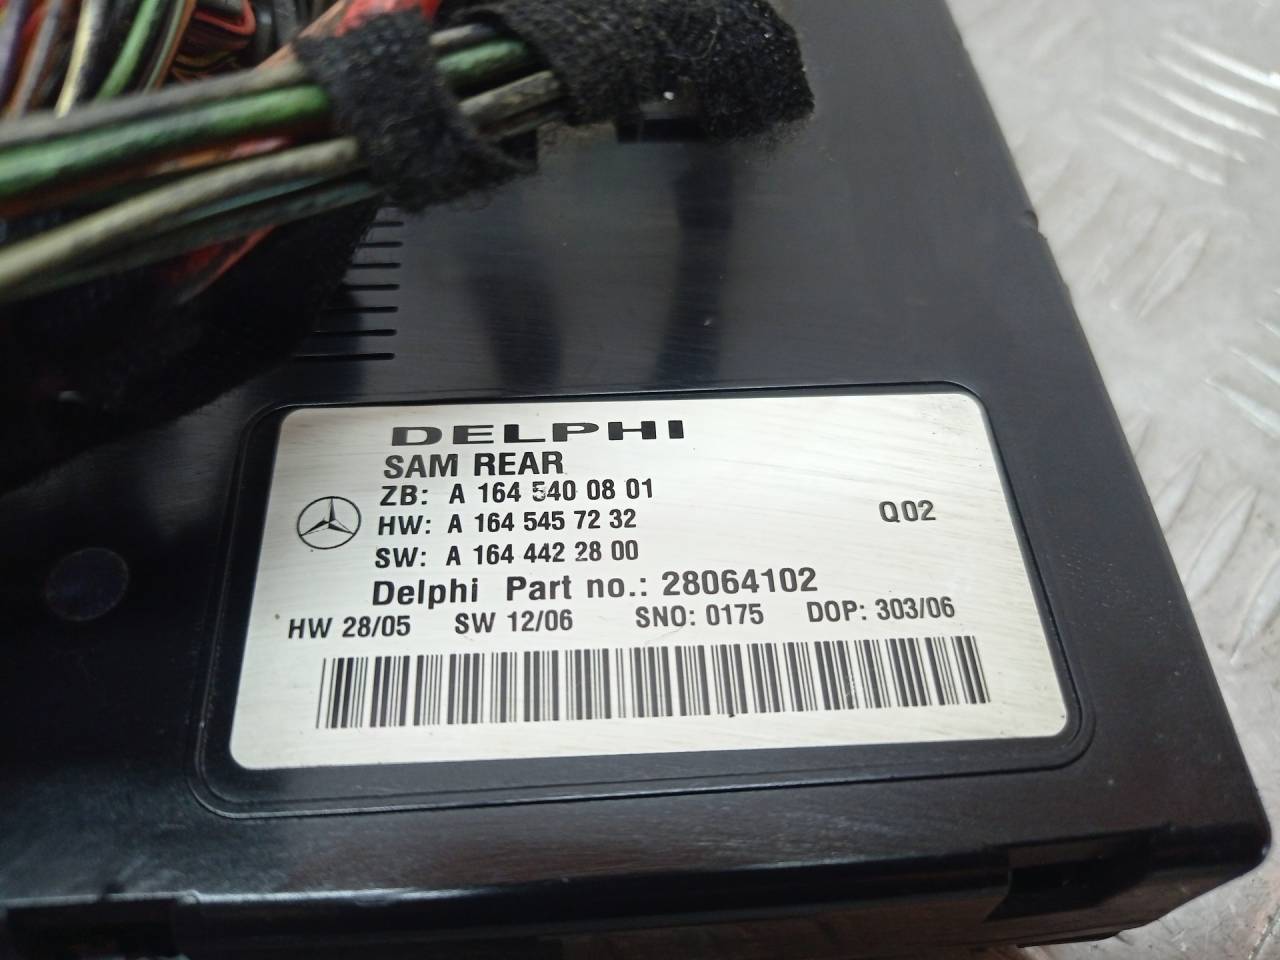 DELPHI
SAM REAR
ZB: A 164 540 08 01
HW: A 164 545 72 32
Q02
SW: A 164 442 28 00
Delphi Part no.: 28064102
HW 28/05 SW 12/06 SNO: 0175 DOP: 303/06